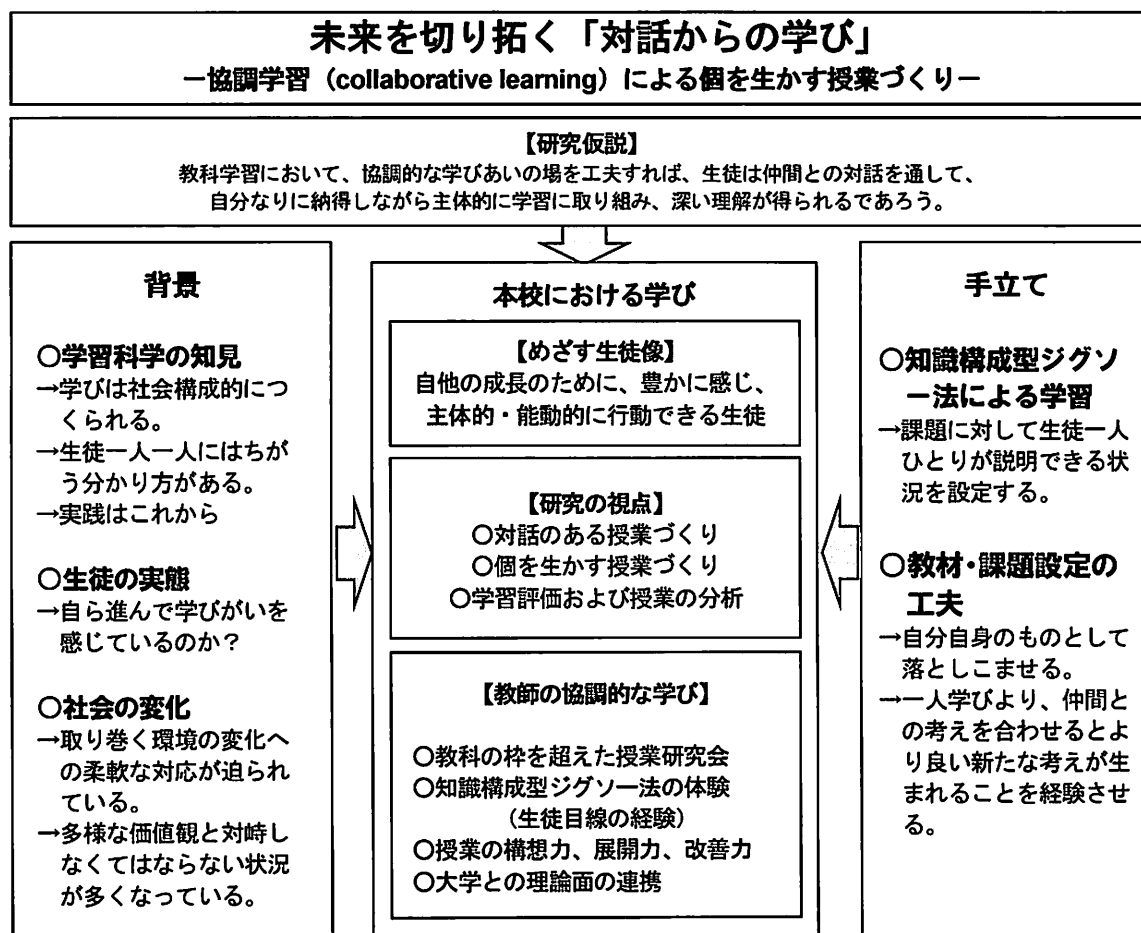 未来を切り拓く「対話からの学び」
－協調学習（collaborative learning）による個を生かす授業づくり－
【研究仮説】
教科学習において、協調的な学びあいの場を工夫すれば、生徒は仲間との対話を通して、
自分なりに納得しながら主体的に学習に取り組み、深い理解が得られるであろう。
背景
○学習科学の知見
→学びは社会構成的につ
くられる。
→生徒一人一人にはちが
う分かり方がある。
→実践はこれから
○生徒の実態
→自ら進んで学びがいを
感じているのか？
○社会の変化
→取り巻く環境の変化へ
の柔軟な対応が迫られ
ている。
→多様な価値観と対峙し
なくてはならない状況
が多くなっている。
本校における学び
【めざす生徒像】
自他の成長のために、豊かに感じ、
主体的・能動的に行動できる生徒
【研究の視点】
○対話のある授業づくり
○個を生かす授業づくり
○学習評価および授業の分析
【教師の協調的な学び】
○教科の枠を超えた授業研究会
○知識構成型ジグソー法の体験
（生徒目線の経験）
○授業の構想力、展開力、改善力
○大学との理論面の連携
手立て
○知識構成型ジグソ
ー法による学習
→課題に対して生徒一人
ひとりが説明できる状
況を設定する。
○教材・課題設定の
工夫
→自分自身のものとして
落としこませる。
→一人学びより、仲間と
の考えを合わせるとよ
り良い新たな考えが生
まれることを経験させ
る。